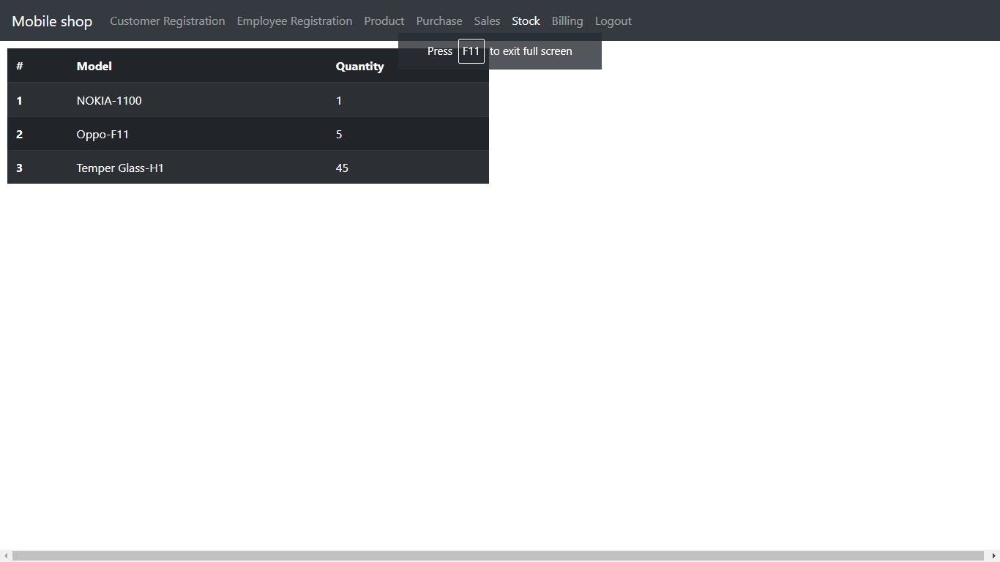 Mobile shop Customer Registration Employee Registration Product Purchase Sales Stock Billing Logout
Press F11 to exit full screen
# Model Quantity
1 NOKIA-1100 1
2 Oppo-F11 5
3 Temper Glass-H1 45